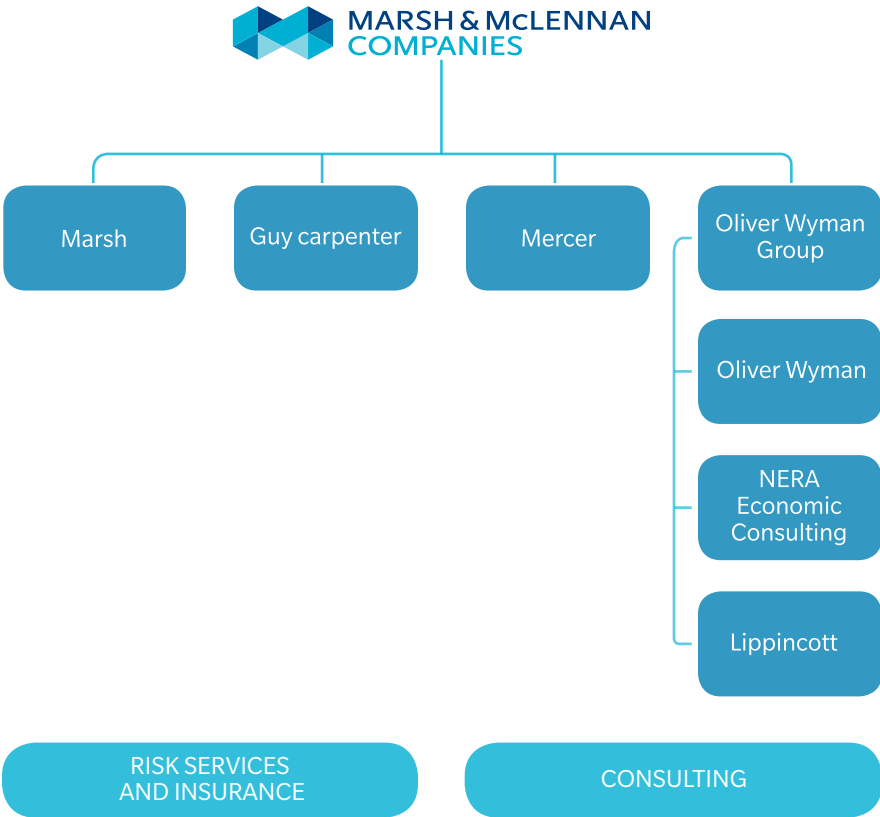 MARSH & McLENNAN
COMPANIES
Marsh
Guy carpenter
Mercer
Oliver Wyman
Group
Oliver Wyman
NERA
Economic
Consulting
Lippincott
RISK SERVICES
AND INSURANCE
CONSULTING